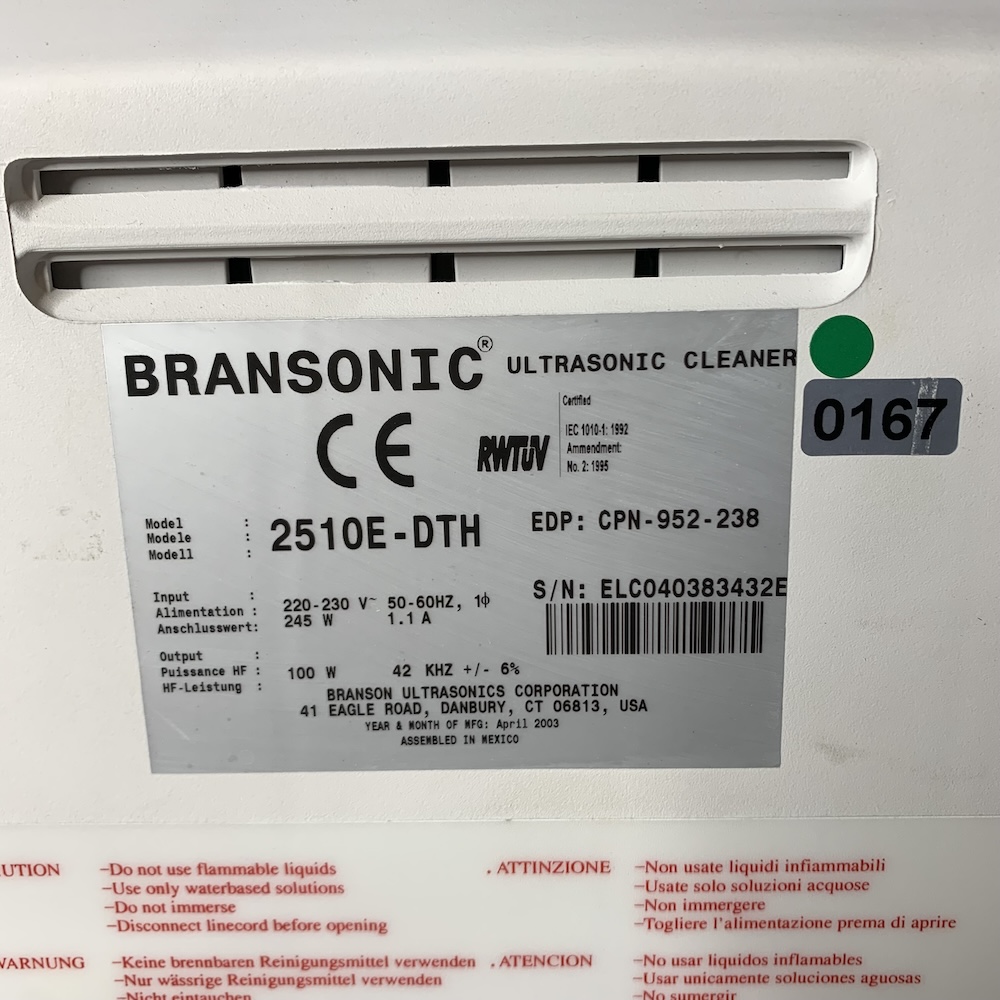 BRANSONIC® ULTRASONIC CLEANER
CE
RWTÜV
Certified
IEC 1010-1: 1992
Ammendment:
No. 2: 1995
0167
Model :
Modele :
Modell :
2510E-DTH
EDP: CPN-952-238
S/N: ELC040383432E
Input :
Alimentation :
Anschlusswert:
220-230 V~ 50-60HZ, 1ϕ
245 W 1.1 A
Output :
Puissance HF :
HF-Leistung :
100 W 42 KHZ +/- 6%
BRANSON ULTRASONICS CORPORATION
41 EAGLE ROAD, DANBURY, CT 06813, USA
YEAR & MONTH OF MFG: April 2003
ASSEMBLED IN MEXICO
UTION
-Do not use flammable liquids
-Use only waterbased solutions
-Do not immerse
-Disconnect linecord before opening
. ATTINZIONE
-Non usate liquidi infiammabili
-Usate solo soluzioni acquose
-Non immergere
-Togliere l'alimentazione prema di aprire
WARNUNG
-Keine brennbaren Reinigungsmittel verwenden
-Nur wässrige Reinigungsmittel verwenden
-Nicht eintauchen
. ATENCION
-No usar liquidos inflamables
-Usar unicamente soluciones aguosas
-No sumergir